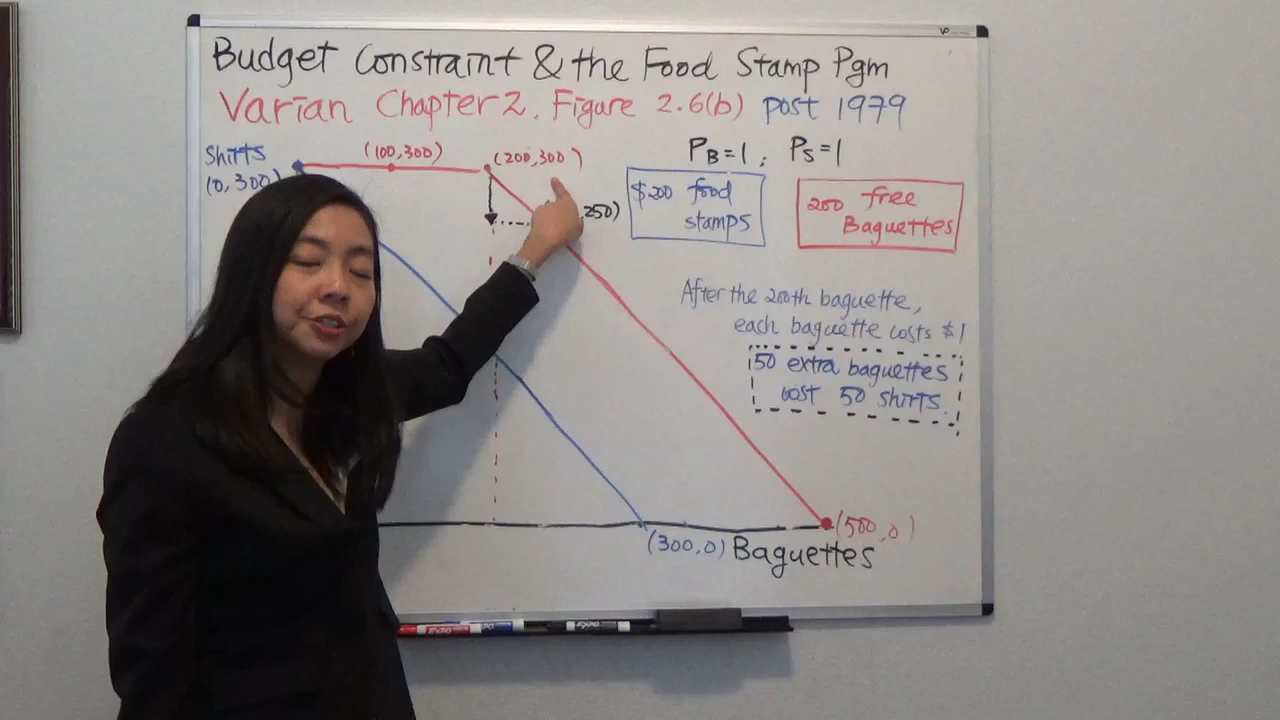 Budget Constraint & the Food Stamp Pgm
Varian Chapter 2, Figure 2.6(b) post 1979
Shirts
(0,300)
(100,300)
(200,300)
250)
PB=1; PS=1
$200 food
stamps
200 free
Baguettes
After the 200th baguette,
each baguette costs $1
50 extra baguettes
cost 50 shirts.
(500,0)
(300,0) Baguettes
EXPO
EXPO